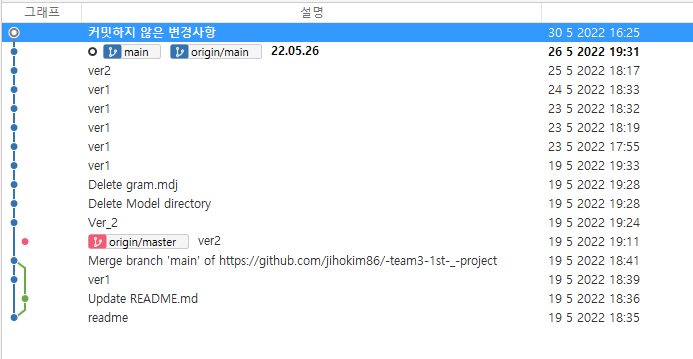 그래프 설명
커밋하지 않은 변경사항 30 5 2022 16:25
main origin/main 22.05.26 26 5 2022 19:31
ver2 25 5 2022 18:17
ver1 24 5 2022 18:33
ver1 23 5 2022 18:32
ver1 23 5 2022 18:19
ver1 23 5 2022 17:55
ver1 19 5 2022 19:33
Delete gram.mdj 19 5 2022 19:28
Delete Model directory 19 5 2022 19:28
Ver_2 19 5 2022 19:24
origin/master ver2 19 5 2022 19:11
Merge branch 'main' of https://github.com/jihokim86/-team3-1st-_-project 19 5 2022 18:41
ver1 19 5 2022 18:39
Update README.md 19 5 2022 18:36
readme 19 5 2022 18:35